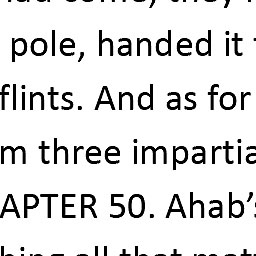 pole, handed it
flints. And as for
m three impartia
APTER 50. Ahab’s